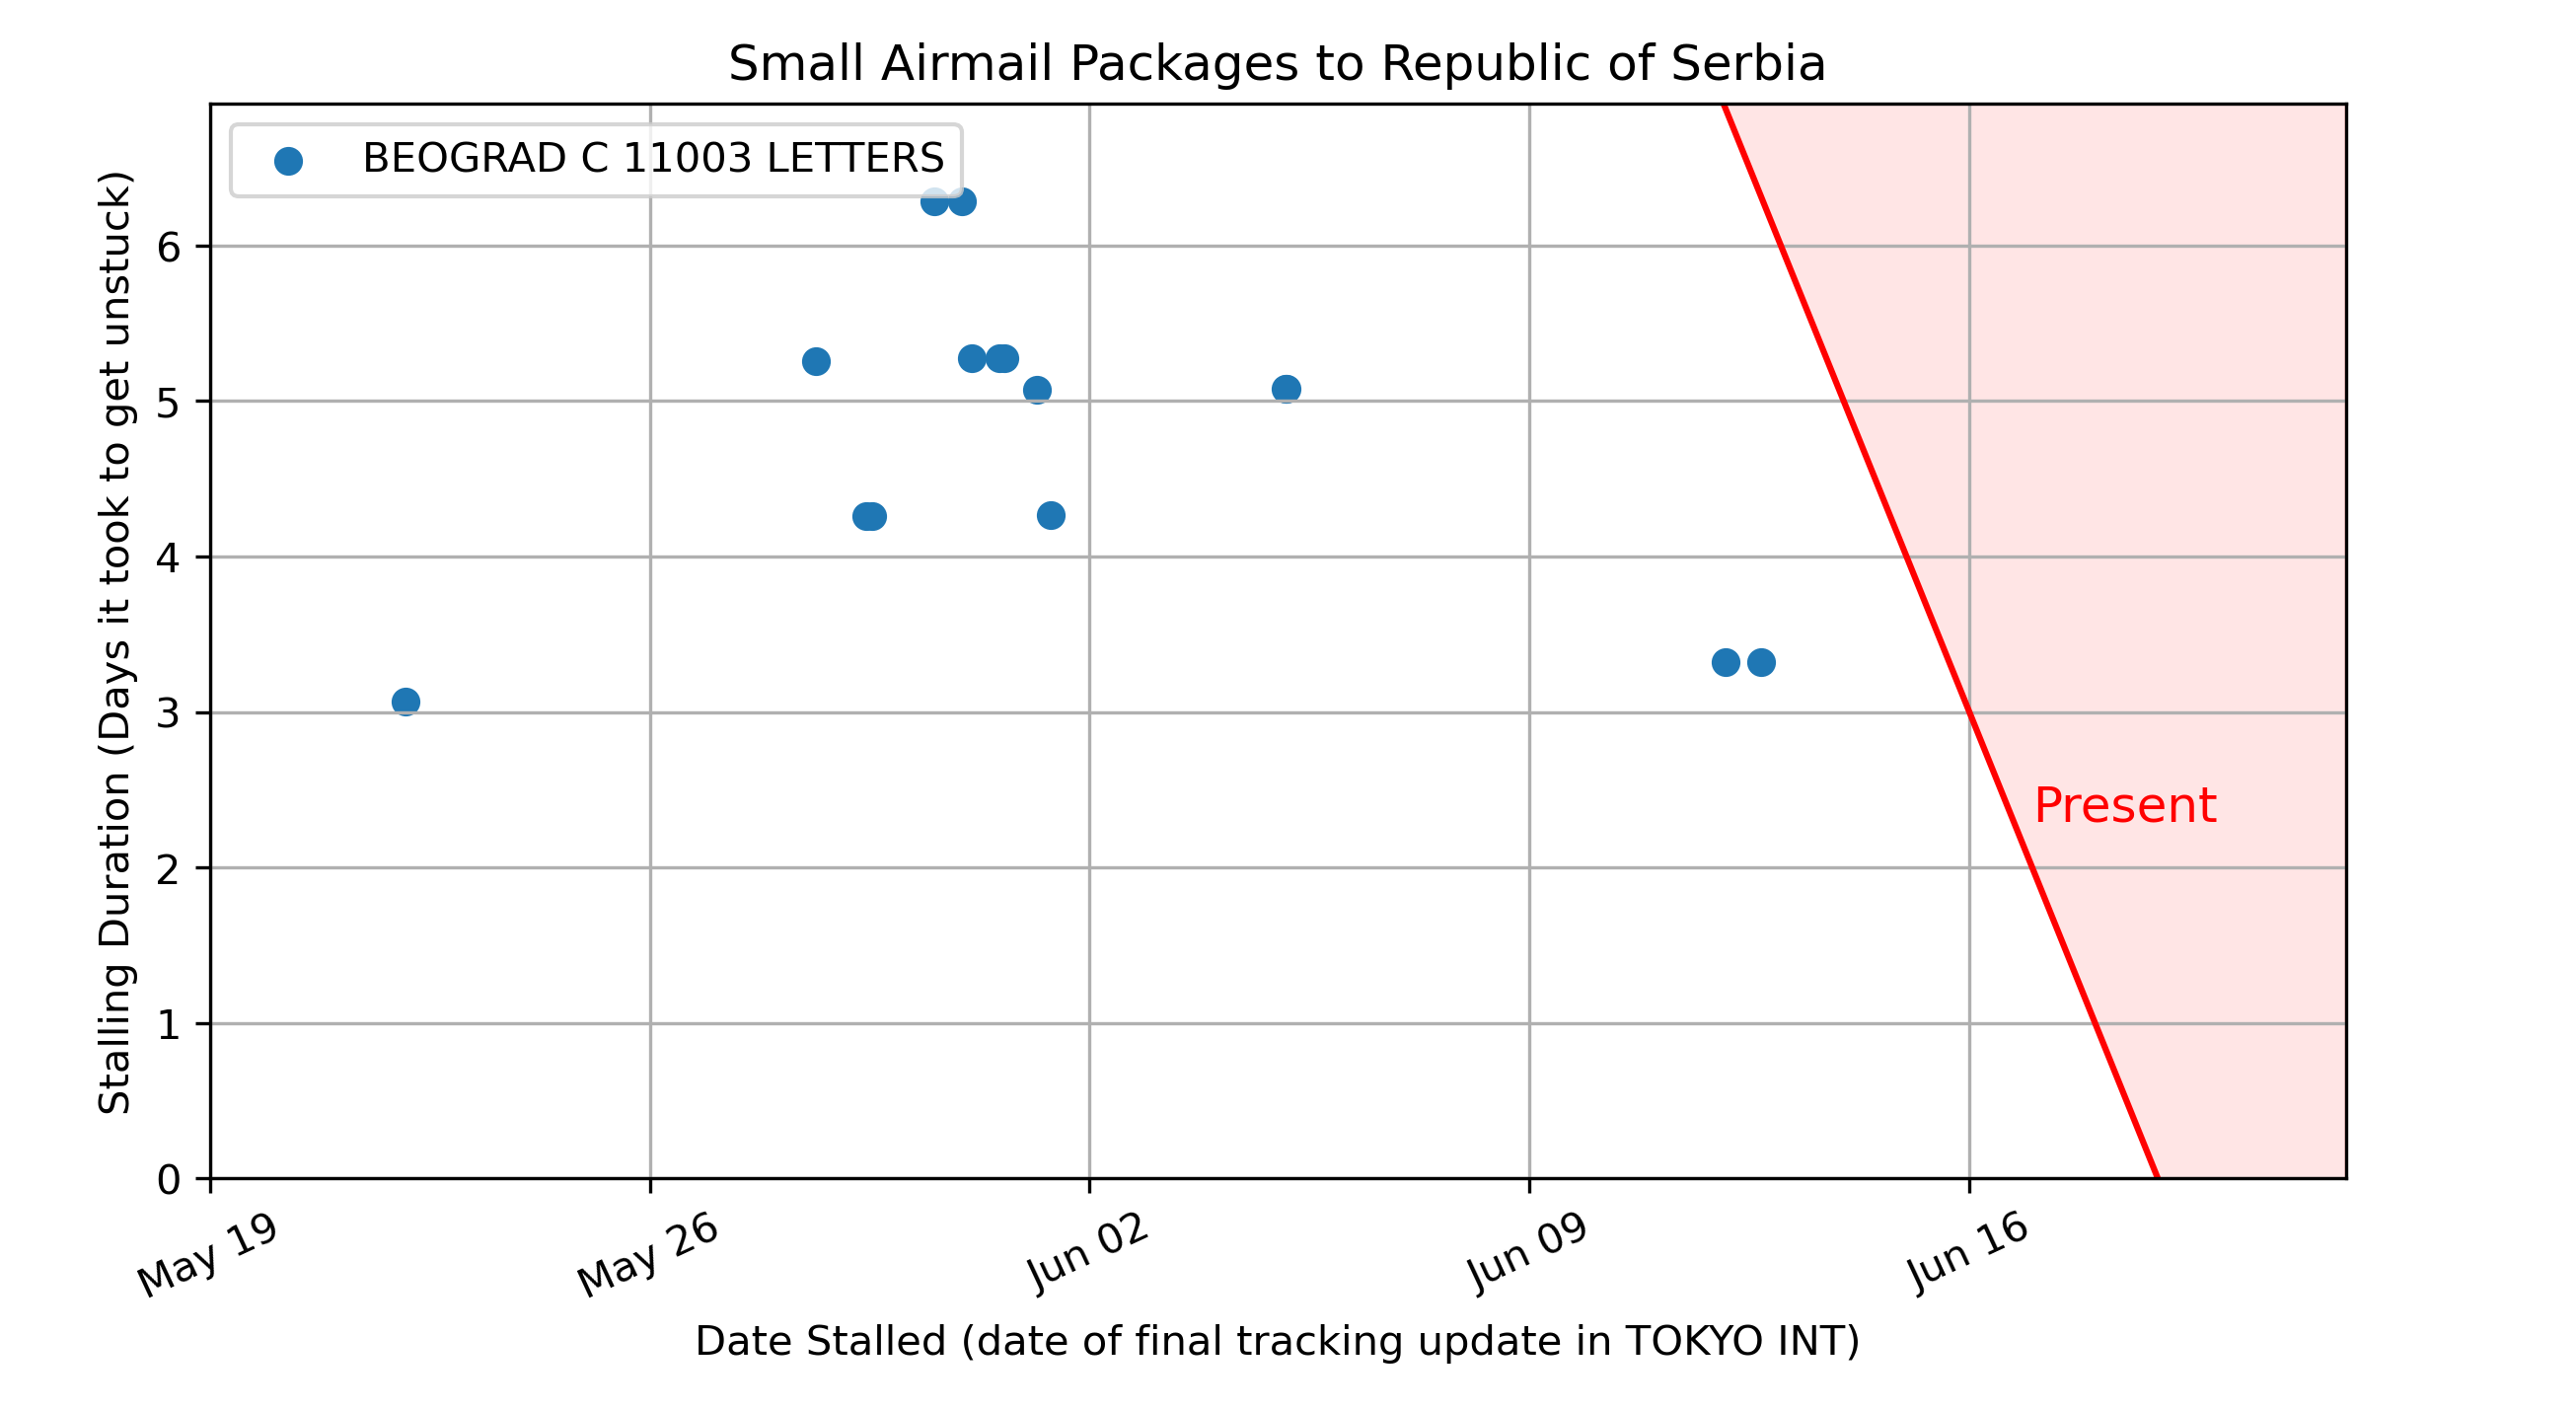 Small Airmail Packages to Republic of Serbia
BEOGRAD C 11003 LETTERS
Stalling Duration (Days it took to get unstuck)
6
5
4
3
2
1
0
Present
May 19
May 26
Jun 02
Jun 09
Jun 16
Date Stalled (date of final tracking update in TOKYO INT)